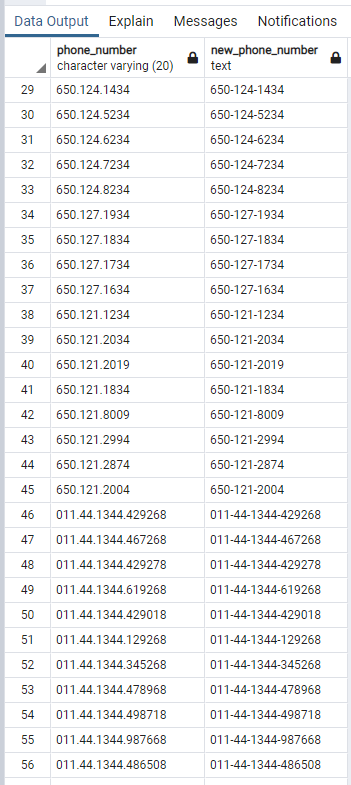 Data Output Explain Messages Notifications
phone_number new_phone_number
character varying (20) text
29 650.124.1434 650-124-1434
30 650.124.5234 650-124-5234
31 650.124.6234 650-124-6234
32 650.124.7234 650-124-7234
33 650.124.8234 650-124-8234
34 650.127.1934 650-127-1934
35 650.127.1834 650-127-1834
36 650.127.1734 650-127-1734
37 650.127.1634 650-127-1634
38 650.121.1234 650-121-1234
39 650.121.2034 650-121-2034
40 650.121.2019 650-121-2019
41 650.121.1834 650-121-1834
42 650.121.8009 650-121-8009
43 650.121.2994 650-121-2994
44 650.121.2874 650-121-2874
45 650.121.2004 650-121-2004
46 011.44.1344.429268 011-44-1344-429268
47 011.44.1344.467268 011-44-1344-467268
48 011.44.1344.429278 011-44-1344-429278
49 011.44.1344.619268 011-44-1344-619268
50 011.44.1344.429018 011-44-1344-429018
51 011.44.1344.129268 011-44-1344-129268
52 011.44.1344.345268 011-44-1344-345268
53 011.44.1344.478968 011-44-1344-478968
54 011.44.1344.498718 011-44-1344-498718
55 011.44.1344.987668 011-44-1344-987668
56 011.44.1344.486508 011-44-1344-486508